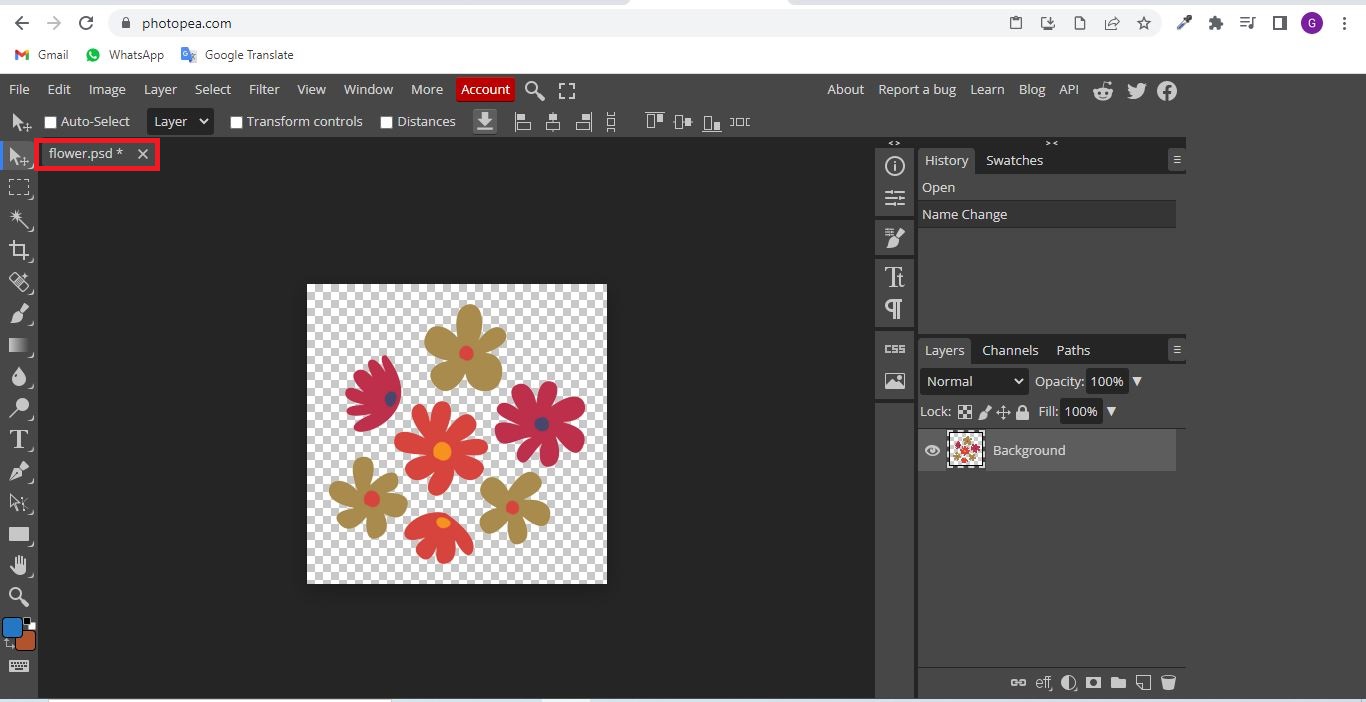 photopea.com
G
Gmail WhatsApp Google Translate
File Edit Image Layer Select Filter View Window More Account About Report a bug Learn Blog API
Auto-Select Layer Transform controls Distances
flower.psd *
History Swatches
Open
Name Change
Tt
CSS
Layers Channels Paths
Normal Opacity: 100%
Lock: Fill: 100%
Background
T
eff